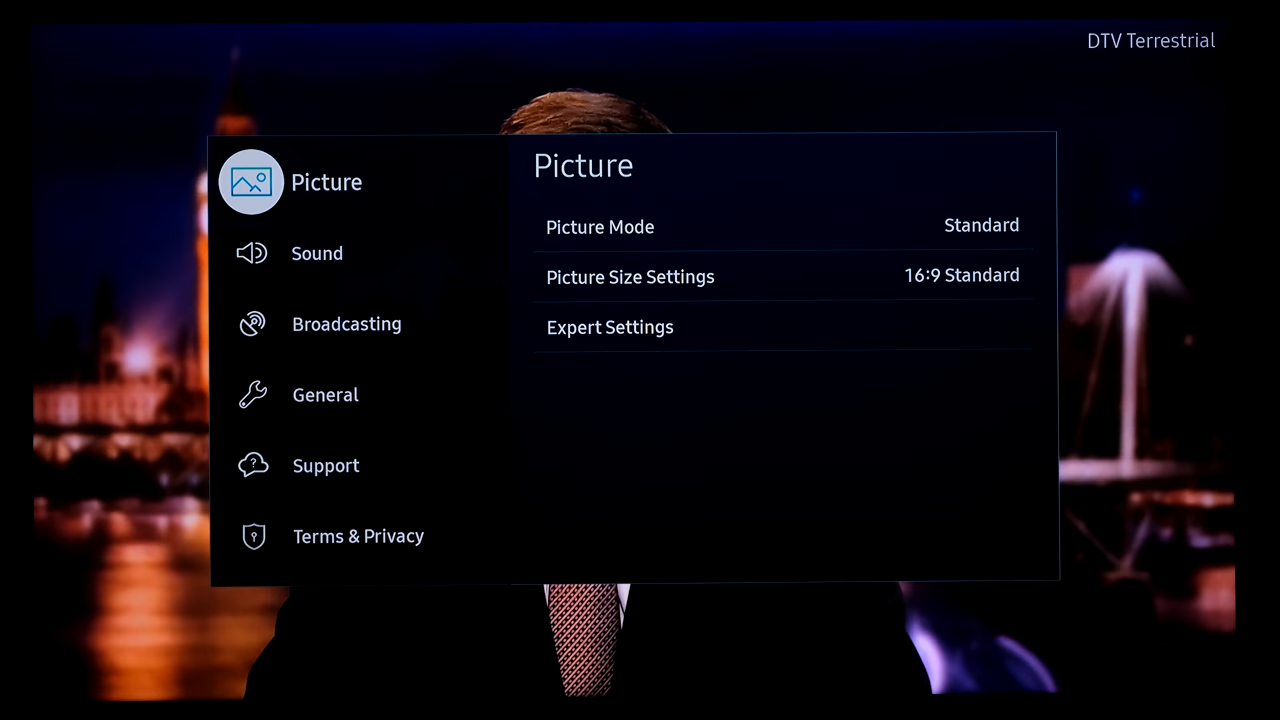 DTV Terrestrial
Picture
Sound
Broadcasting
General
Support
Terms & Privacy
Picture
Picture Mode Standard
Picture Size Settings 16:9 Standard
Expert Settings